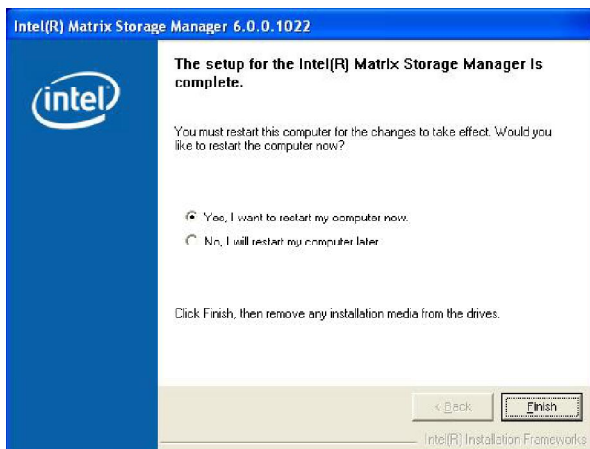 Intel(R) Matrix Storage Manager 6.0.0.1022
The setup for the Intel(R) Matrix Storage Manager is
complete.
intel
You must restart this computer for the changes to take effect. Would you
like to restart the computer now?
Yes, I want to restart my computer now.
No, I will restart my computer later
Click Finish, then remove any installation media from the drives.
< Back
Finish
Intel(R) Installation Frameworks